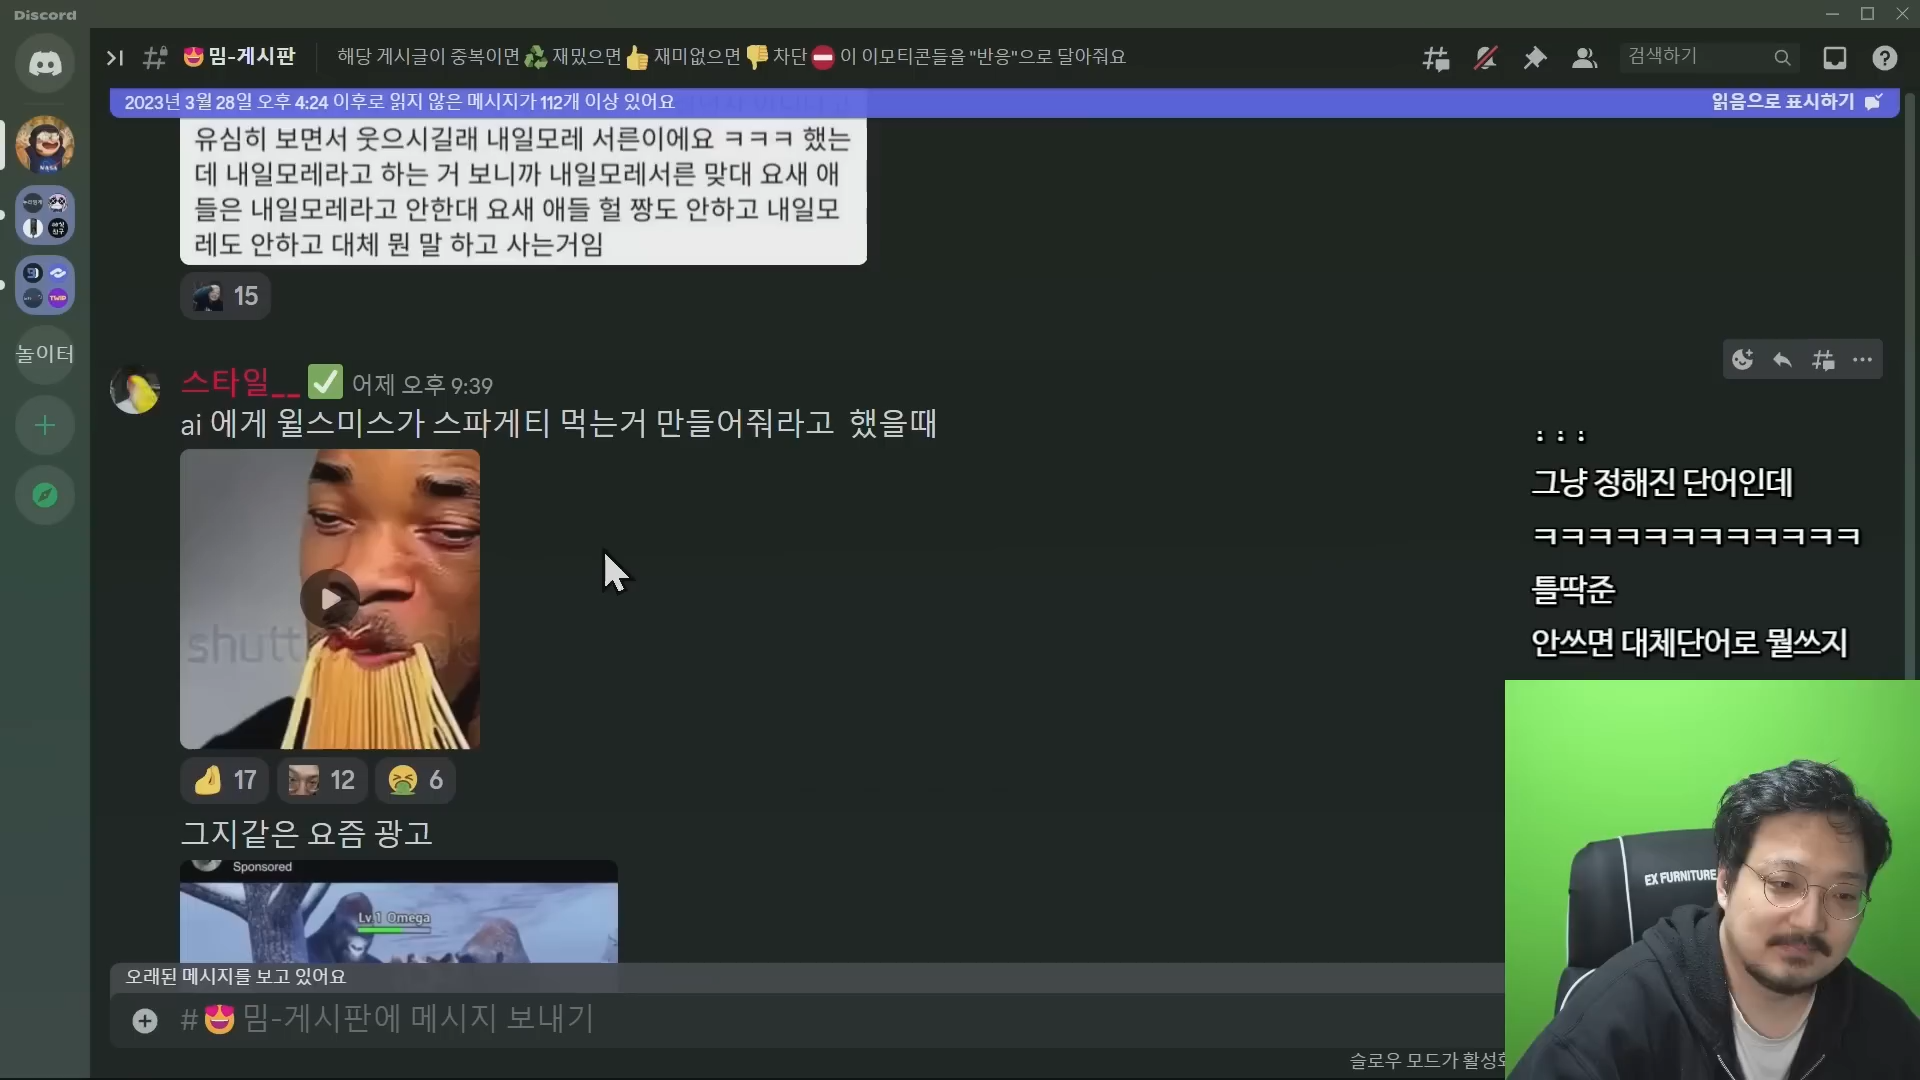 Discord
밈-게시판
해당 게시글이 중복이면 재밌으면 재미없으면 차단 이 이모티콘들을 "반응"으로 달아줘요
검색하기
2023년 3월 28일 오후 4:24 이후로 읽지 않은 메시지가 112개 이상 있어요
읽음으로 표시하기
유심히 보면서 웃으시길래 내일모레 서른이에요 ㅋㅋㅋ 했는
데 내일모레라고 하는 거 보니까 내일모레서른 맞대 요새 애
들은 내일모레라고 안한대 요새 애들 헐 짱도 안하고 내일모
레도 안하고 대체 뭔 말 하고 사는거임
15
놀이터
스타일__ 어제 오후 9:39
ai 에게 윌스미스가 스파게티 먹는거 만들어줘라고 했을때
17 12 6
그지같은 요즘 광고
Sponsored
Lv 1 Omega
오래된 메시지를 보고 있어요
# 밈-게시판에 메시지 보내기
그냥 정해진 단어인데
ㅋㅋㅋㅋㅋㅋㅋㅋㅋㅋㅋㅋ
틀딱준
안쓰면 대체단어로 뭘쓰지
EX FURNITURE